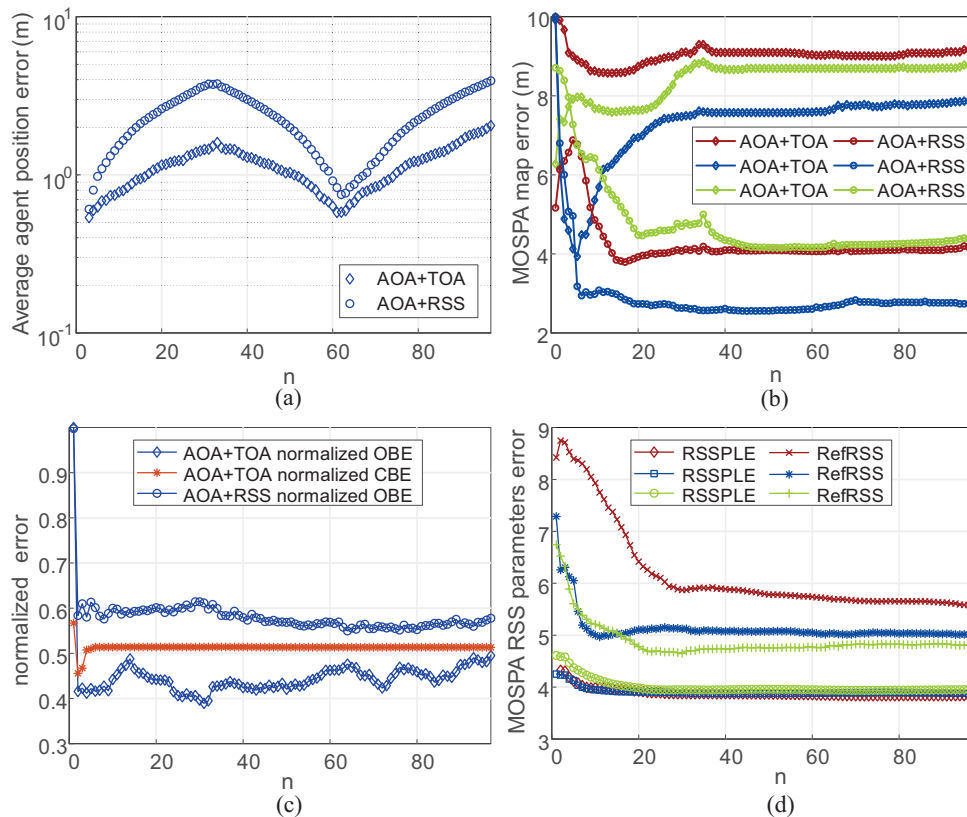 10^1
10^0
10^-1
Average agent position error (m)
AOA+TOA
AOA+RSS
0 20 40 60 80
n
(a)
10
8
6
4
2
MOSPA map error (m)
AOA+TOA AOA+RSS
AOA+TOA AOA+RSS
AOA+TOA AOA+RSS
0 20 40 60 80
n
(b)
0.9
0.8
0.7
0.6
0.5
0.4
0.3
normalized error
AOA+TOA normalized OBE
AOA+TOA normalized CBE
AOA+RSS normalized OBE
0 20 40 60 80
n
(c)
9
8
7
6
5
4
3
MOSPA RSS parameters error
RSSPLE RefRSS
RSSPLE RefRSS
RSSPLE RefRSS
0 20 40 60 80
n
(d)